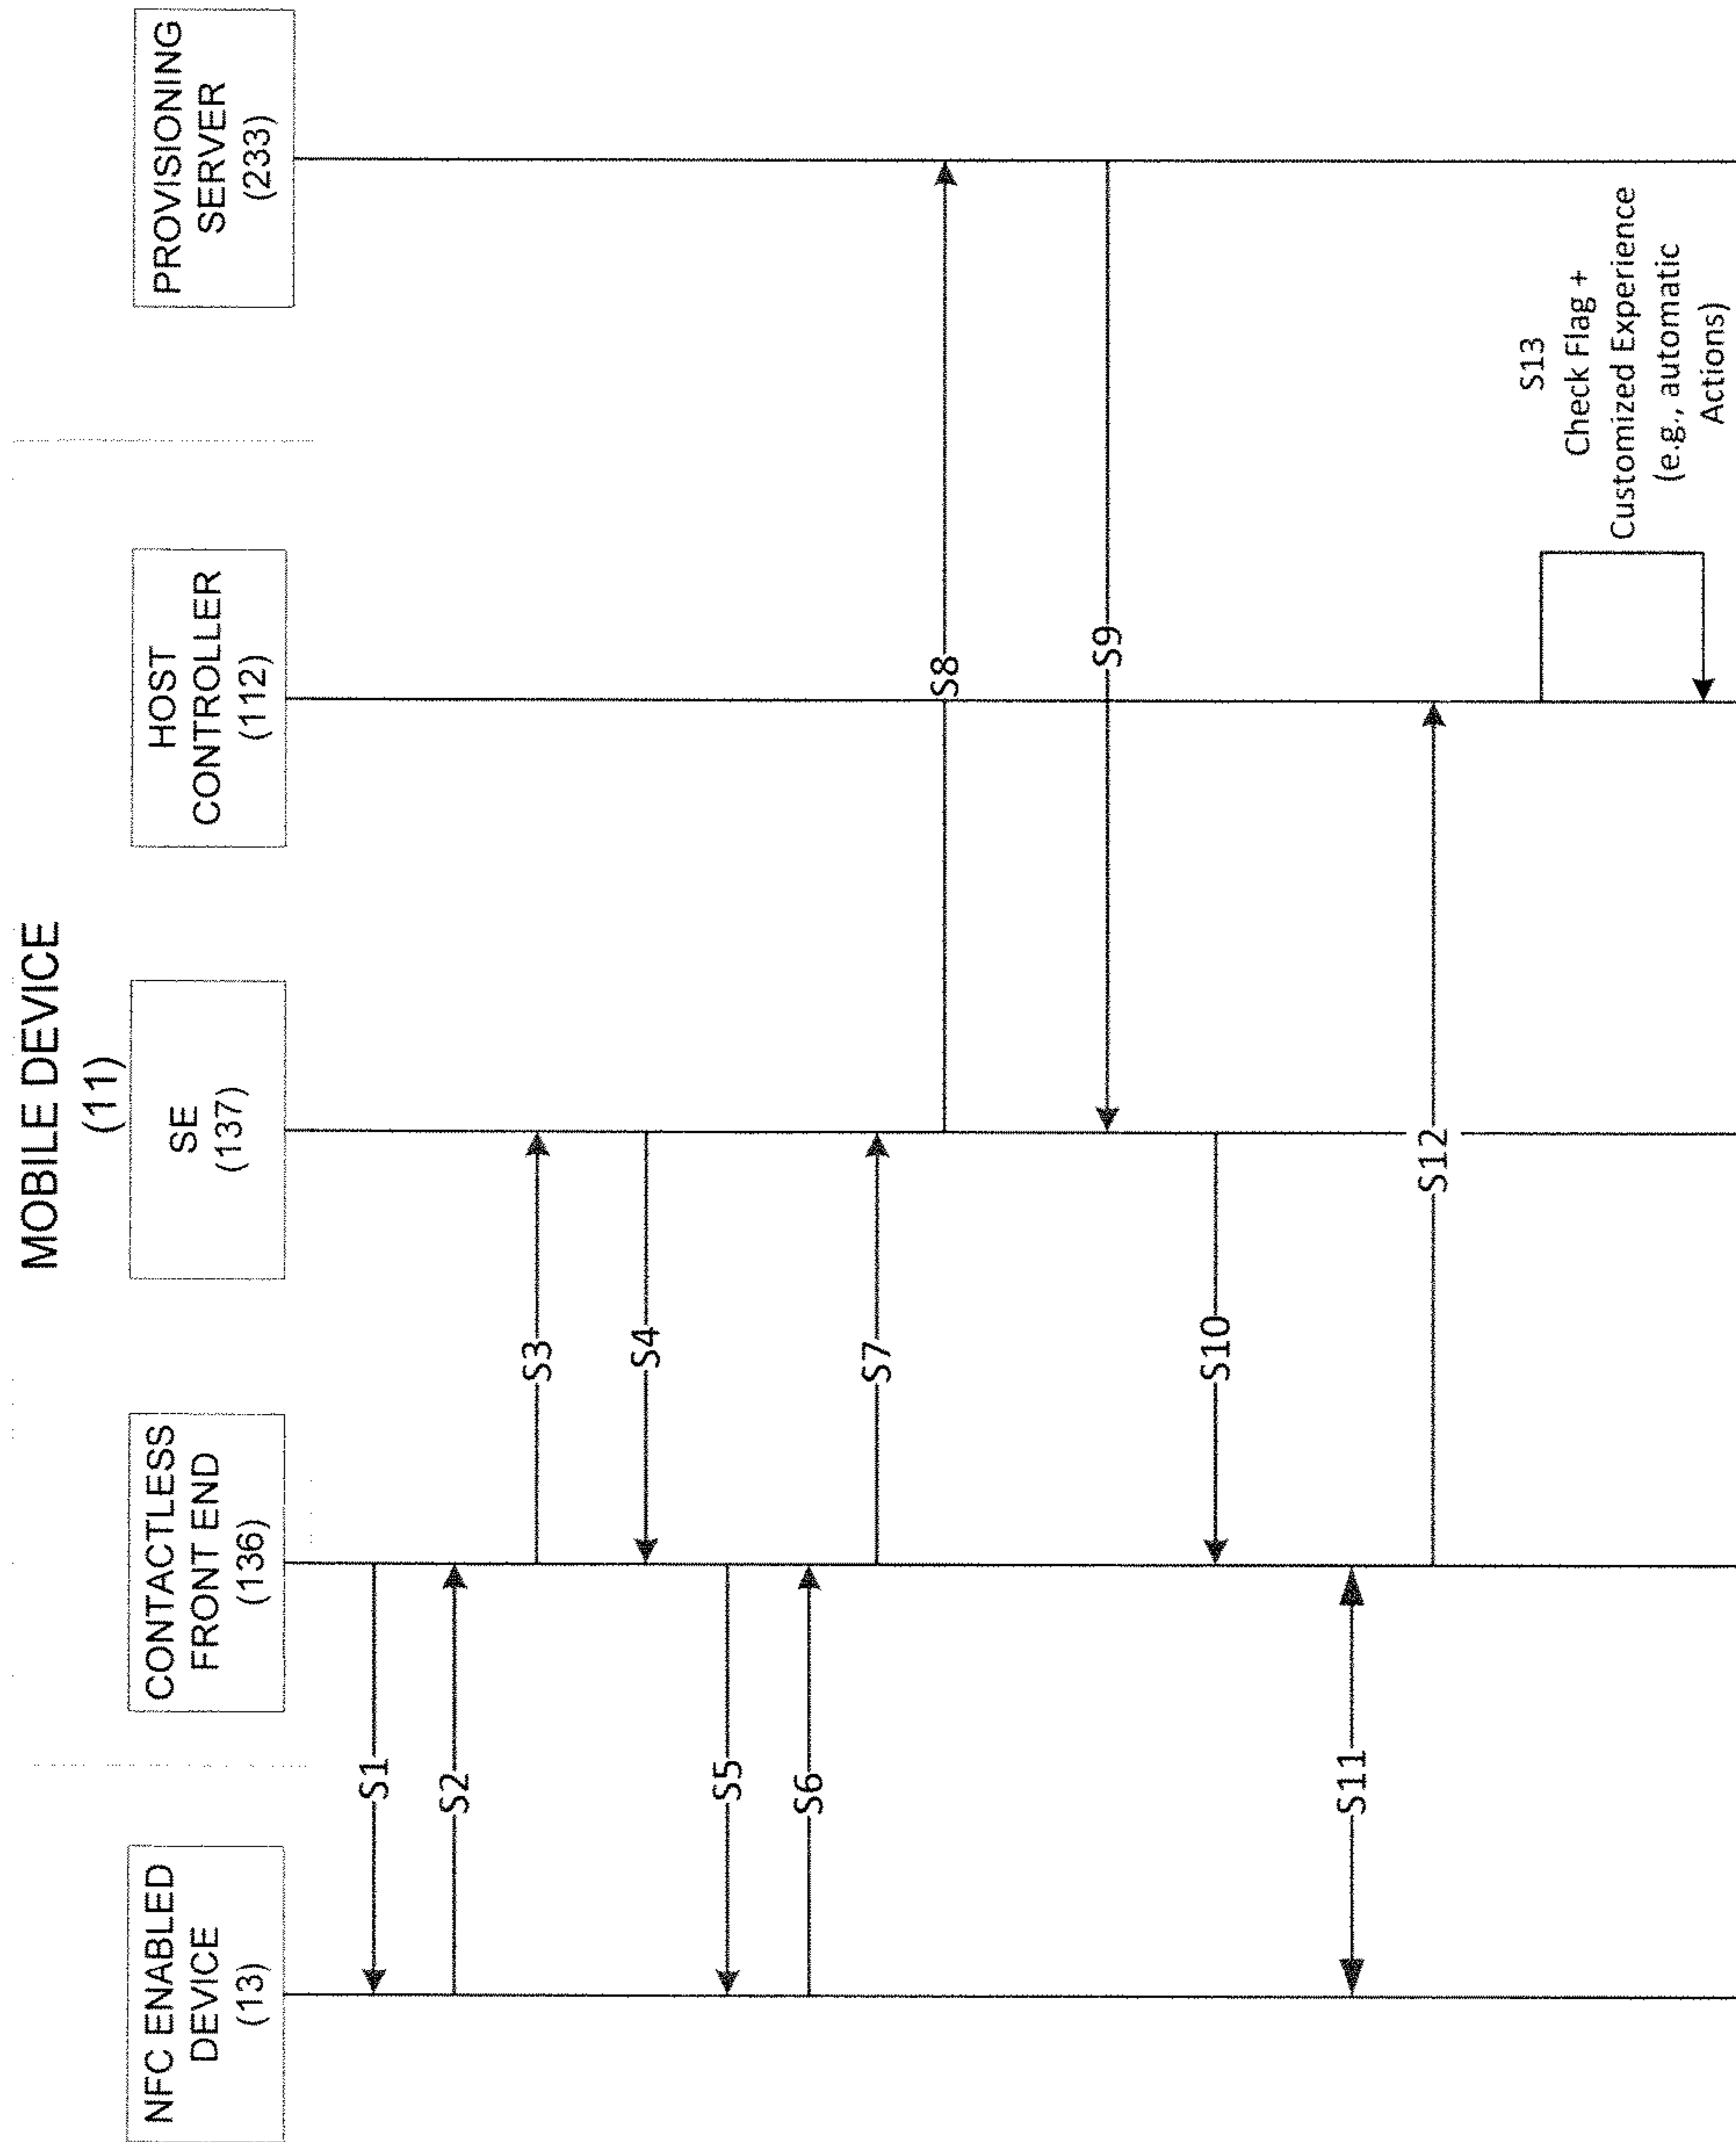 MOBILE DEVICE
(11)
NFC ENABLED
DEVICE
(13)
CONTACTLESS
FRONT END
(136)
SE
(137)
HOST
CONTROLLER
(112)
PROVISIONING
SERVER
(233)
S1
S2
S3
S4
S5
S6
S7
S8
S9
S10
S11
S12
S13
Check Flag +
Customized Experience
(e.g., automatic
Actions)